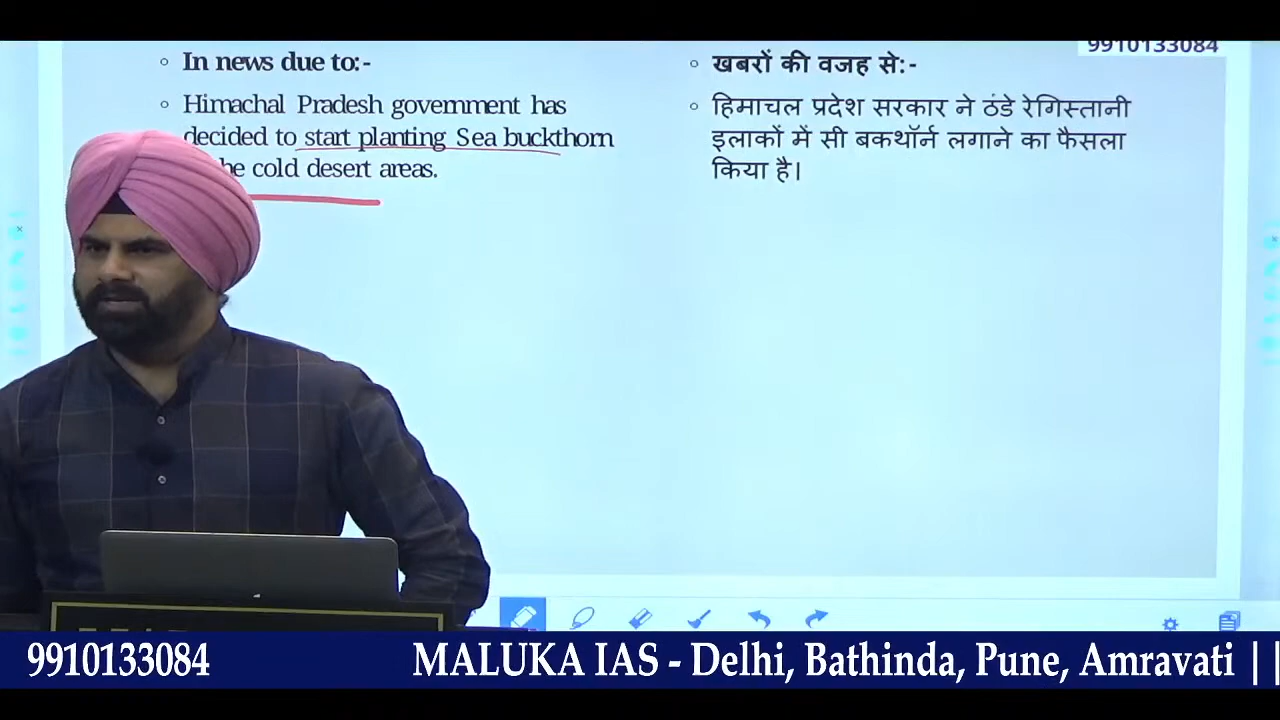 9910133084
In news due to:-
Himachal Pradesh government has
decided to start planting Sea buckthorn
cold desert areas.
खबरों की वजह से:-
हिमाचल प्रदेश सरकार ने ठंडे रेगिस्तानी
इलाकों में सी बकथॉर्न लगाने का फैसला
किया है।
9910133084 MALUKA IAS - Delhi, Bathinda, Pune, Amravati ||